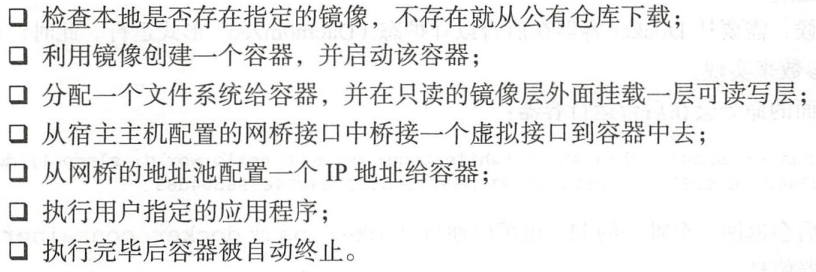 ❑ 检查本地是否存在指定的镜像，不存在就从公有仓库下载；
❑ 利用镜像创建一个容器，并启动该容器；
❑ 分配一个文件系统给容器，并在只读的镜像层外面挂载一层可读写层；
❑ 从宿主主机配置的网桥接口中桥接一个虚拟接口到容器中去；
❑ 从网桥的地址池配置一个 IP 地址给容器；
❑ 执行用户指定的应用程序；
❑ 执行完毕后容器被自动终止。